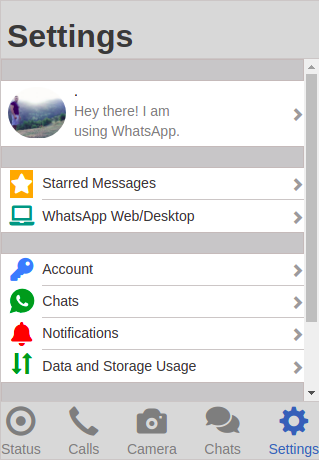 Settings
.
Hey there! I am
using WhatsApp.
Starred Messages
WhatsApp Web/Desktop
Account
Chats
Notifications
Data and Storage Usage
Status Calls Camera Chats Settings